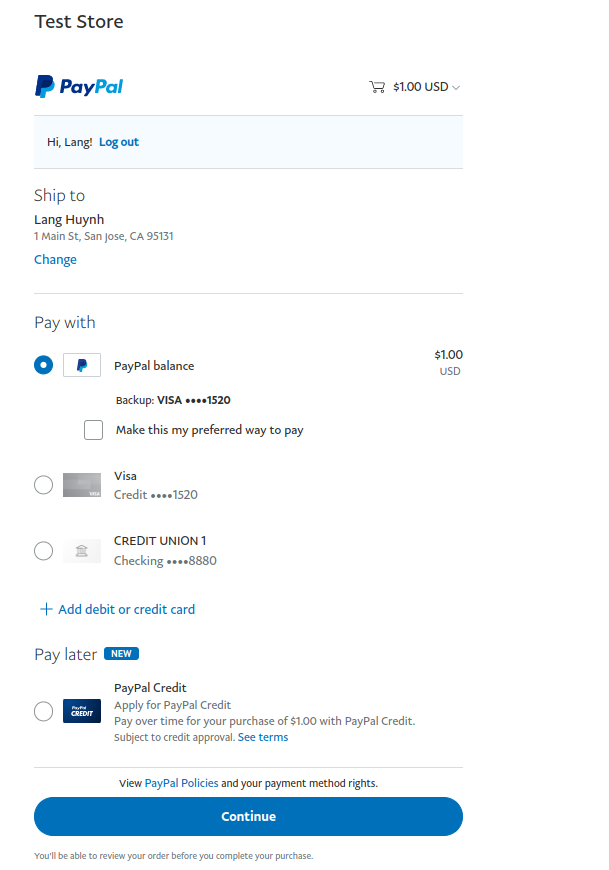 Test Store
PayPal
$1.00 USD
Hi, Lang! Log out
Ship to
Lang Huynh
1 Main St, San Jose, CA 95131
Change
Pay with
PayPal balance
$1.00
USD
Backup: VISA ••••1520
Make this my preferred way to pay
VISA
Visa
Credit ••••1520
CREDIT UNION 1
Checking ••••8880
+ Add debit or credit card
Pay later NEW
PayPal
CREDIT
PayPal Credit
Apply for PayPal Credit
Pay over time for your purchase of $1.00 with PayPal Credit.
Subject to credit approval. See terms
View PayPal Policies and your payment method rights.
Continue
You'll be able to review your order before you complete your purchase.